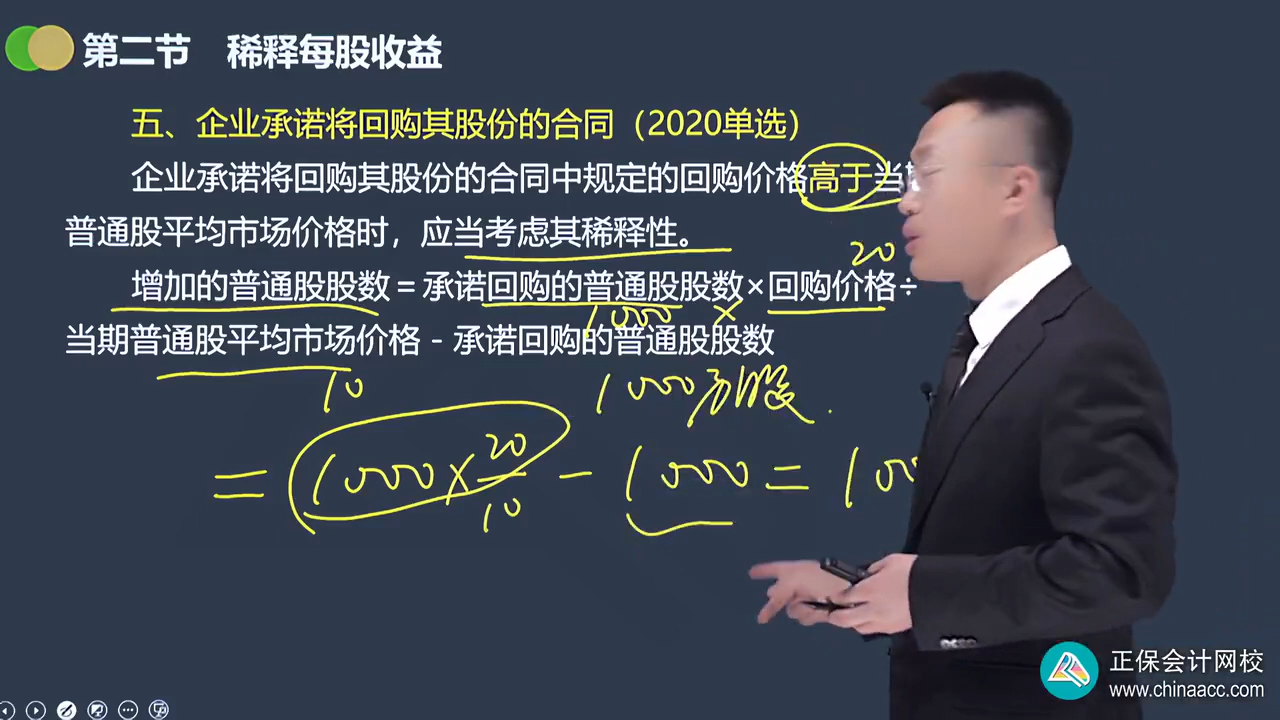 第二节 稀释每股收益
五、企业承诺将回购其股份的合同（2020单选）
企业承诺将回购其股份的合同中规定的回购价格高于当
普通股平均市场价格时，应当考虑其稀释性。
20
增加的普通股股数＝承诺回购的普通股股数×回购价格÷
1000 ×
当期普通股平均市场价格－承诺回购的普通股股数
10 1000万股.
= 1000× 20/10 - 1000 = 100
正保会计网校
www.chinaacc.com